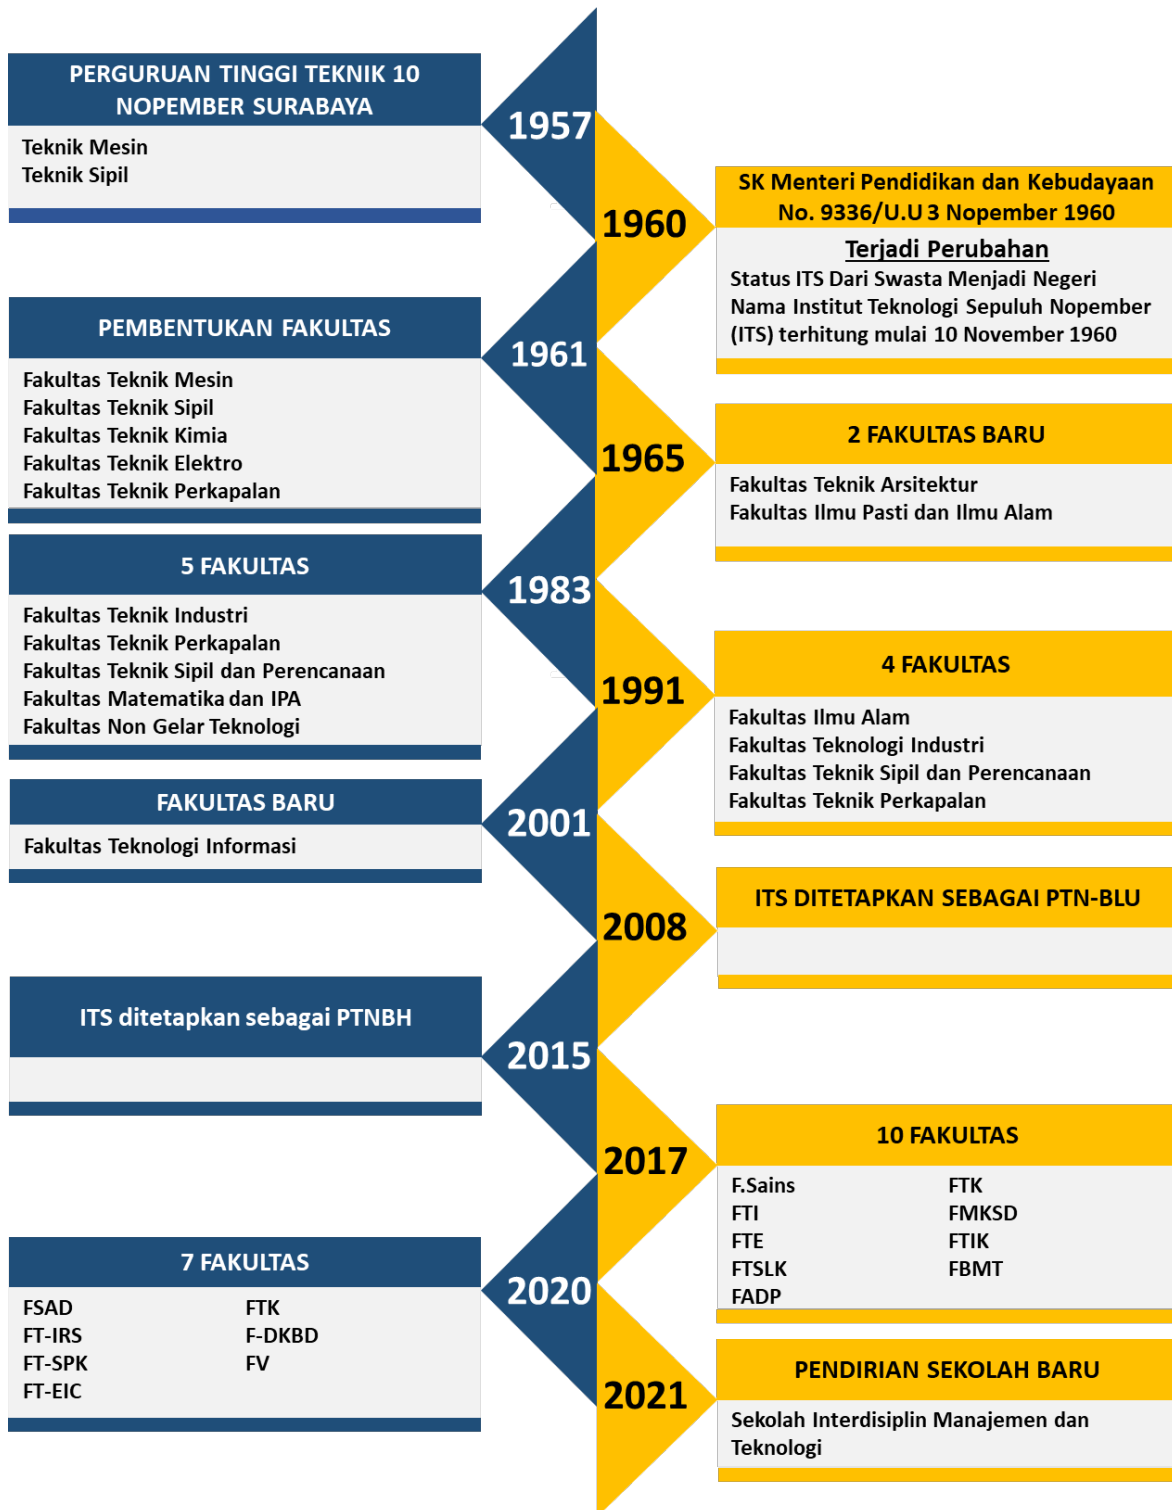 PERGURUAN TINGGI TEKNIK 10
NOPEMBER SURABAYA
Teknik Mesin
Teknik Sipil
1957
1960
SK Menteri Pendidikan dan Kebudayaan
No. 9336/U.U 3 Nopember 1960
Terjadi Perubahan
Status ITS Dari Swasta Menjadi Negeri
Nama Institut Teknologi Sepuluh Nopember
(ITS) terhitung mulai 10 November 1960
PEMBENTUKAN FAKULTAS
Fakultas Teknik Mesin
Fakultas Teknik Sipil
Fakultas Teknik Kimia
Fakultas Teknik Elektro
Fakultas Teknik Perkapalan
1961
1965
2 FAKULTAS BARU
Fakultas Teknik Arsitektur
Fakultas Ilmu Pasti dan Ilmu Alam
5 FAKULTAS
Fakultas Teknik Industri
Fakultas Teknik Perkapalan
Fakultas Teknik Sipil dan Perencanaan
Fakultas Matematika dan IPA
Fakultas Non Gelar Teknologi
1983
1991
4 FAKULTAS
Fakultas Ilmu Alam
Fakultas Teknologi Industri
Fakultas Teknik Sipil dan Perencanaan
Fakultas Teknik Perkapalan
FAKULTAS BARU
Fakultas Teknologi Informasi
2001
2008
ITS DITETAPKAN SEBAGAI PTN-BLU
ITS ditetapkan sebagai PTNBH
2015
2017
10 FAKULTAS
F.Sains FTK
FTI FMKSD
FTE FTIK
FTSLK FBMT
FADP
7 FAKULTAS
FSAD FTK
FT-IRS F-DKBD
FT-SPK FV
FT-EIC
2020
2021
PENDIRIAN SEKOLAH BARU
Sekolah Interdisiplin Manajemen dan
Teknologi